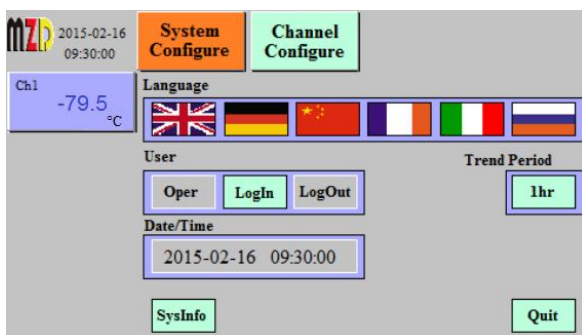 MZD
2015-02-16
09:30:00
System
Configure
Channel
Configure
Ch1
-79.5
°C
Language
User
Trend Period
Oper
LogIn
LogOut
1hr
Date/Time
2015-02-16 09:30:00
SysInfo
Quit